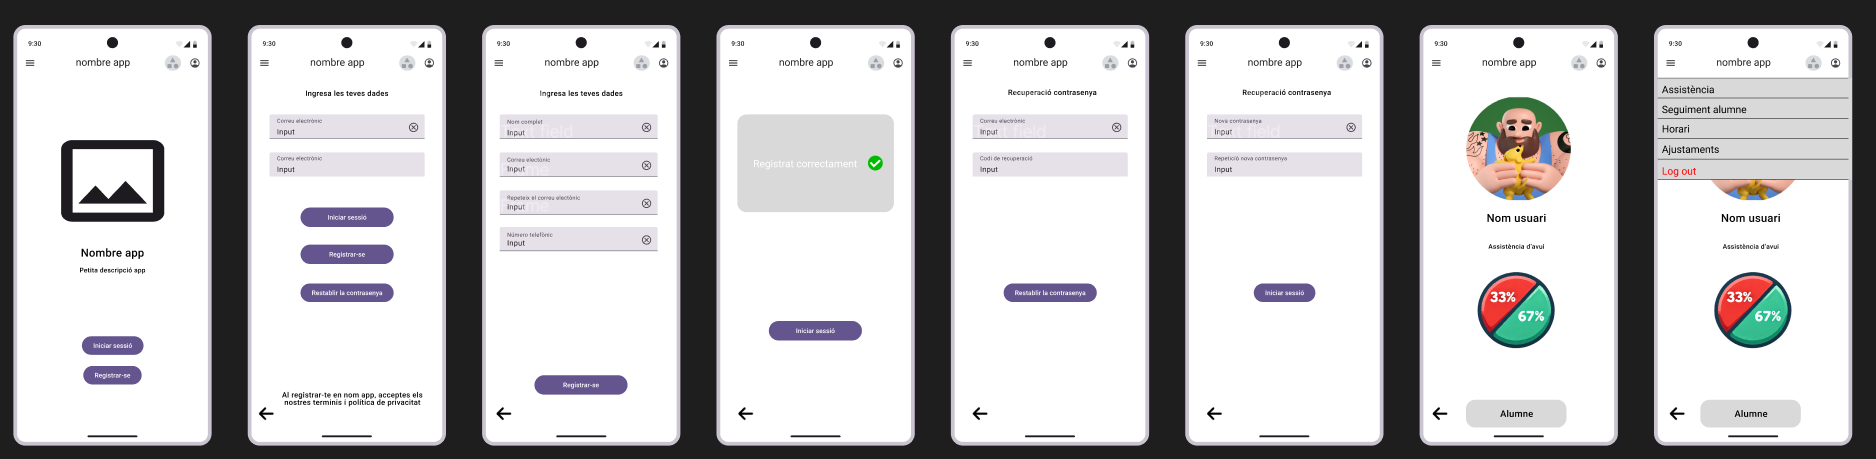 9:30
nombre app
Nombre app
Petita descripció app
Iniciar sessió
Registrar-se
9:30
nombre app
Ingresa les teves dades
Correu electrònic
Input
Correu electrònic
Input
Iniciar sessió
Registrar-se
Restablir la contrasenya
Al registrar-te en nom app, acceptes els
nostres terminis i política de privacitat
9:30
nombre app
Ingresa les teves dades
Nom complet
Input
Correu electònic
Input
Repeteix el correu electònic
Input
Número telefònic
Input
Registrar-se
9:30
nombre app
Registrat correctament
Iniciar sessió
9:30
nombre app
Recuperació contrasenya
Correu electrònic
Input
Codi de recuperació
Input
Restablir la contrasenya
9:30
nombre app
Recuperació contrasenya
Nova contrasenya
Input
Repetició nova contrasenya
Input
Iniciar sessió
9:30
nombre app
Nom usuari
Assistència d'avui
33%
67%
Alumne
9:30
nombre app
Assistència
Seguiment alumne
Horari
Ajustaments
Log out
Nom usuari
Assistència d'avui
33%
67%
Alumne